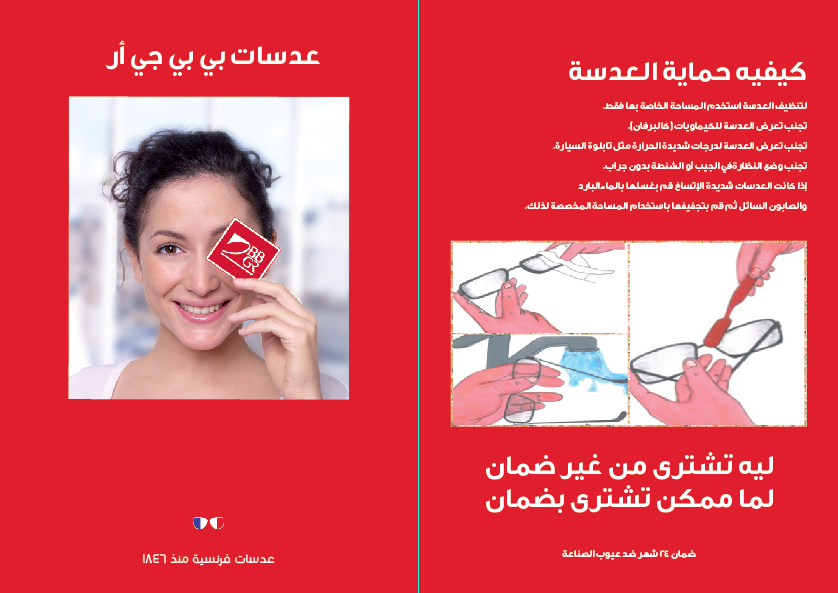 عدسات بي بي جي أر
BBGR
عدسات فرنسية منذ ١٨٤٦
كيفيه حماية العدسة
لتنظيف العدسة استخدم المساحة الخاصة بها فقط.
تجنب تعرض العدسة للكيماويات (كالبرفان).
تجنب تعرض العدسة لدرجات شديدة الحرارة مثل تابلوة السيارة.
تجنب وضع النظارة في الجيب أو الشنطة بدون جراب.
إذا كانت العدسات شديدة الإتساخ قم بغسلها بالماء البارد
والصابون السائل ثم قم بتجفيفها باستخدام المساحة المخصصة لذلك.
ليه تشترى من غير ضمان
لما ممكن تشترى بضمان
ضمان ٢٤ شهر ضد عيوب الصناعة